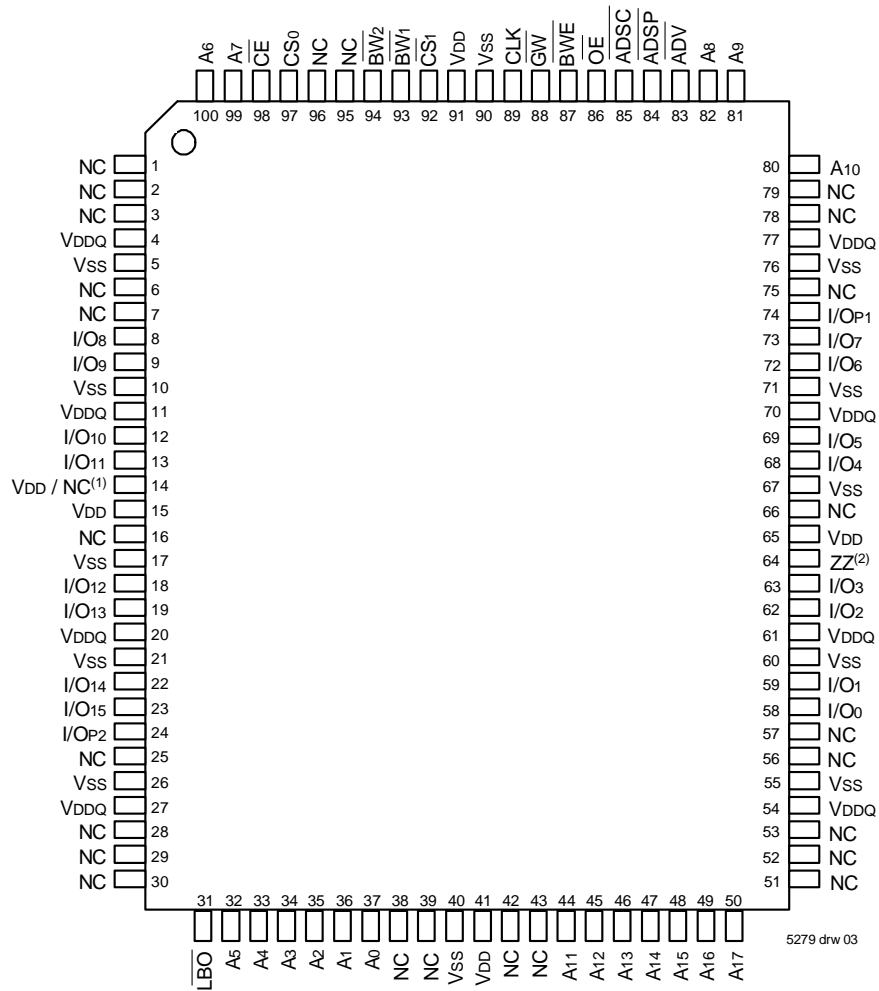 A6 A7 CE CS0 NC NC BW2 BW1 CS1 VDD VSS CLK GW BWE OE ADSC ADSP ADV A8 A9
100 99 98 97 96 95 94 93 92 91 90 89 88 87 86 85 84 83 82 81
NC 1 80 A10
NC 2 79 NC
NC 3 78 NC
VDDQ 4 77 VDDQ
VSS 5 76 VSS
NC 6 75 NC
NC 7 74 I/OP1
I/O8 8 73 I/O7
I/O9 9 72 I/O6
VSS 10 71 VSS
VDDQ 11 70 VDDQ
I/O10 12 69 I/O5
I/O11 13 68 I/O4
VDD / NC(1) 14 67 VSS
VDD 15 66 NC
NC 16 65 VDD
VSS 17 64 ZZ(2)
I/O12 18 63 I/O3
I/O13 19 62 I/O2
VDDQ 20 61 VDDQ
VSS 21 60 VSS
I/O14 22 59 I/O1
I/O15 23 58 I/O0
I/OP2 24 57 NC
NC 25 56 NC
VSS 26 55 VSS
VDDQ 27 54 VDDQ
NC 28 53 NC
NC 29 52 NC
NC 30 51 NC
31 32 33 34 35 36 37 38 39 40 41 42 43 44 45 46 47 48 49 50
LBO A5 A4 A3 A2 A1 A0 NC NC VSS VDD NC NC A11 A12 A13 A14 A15 A16 A17
5279 drw 03